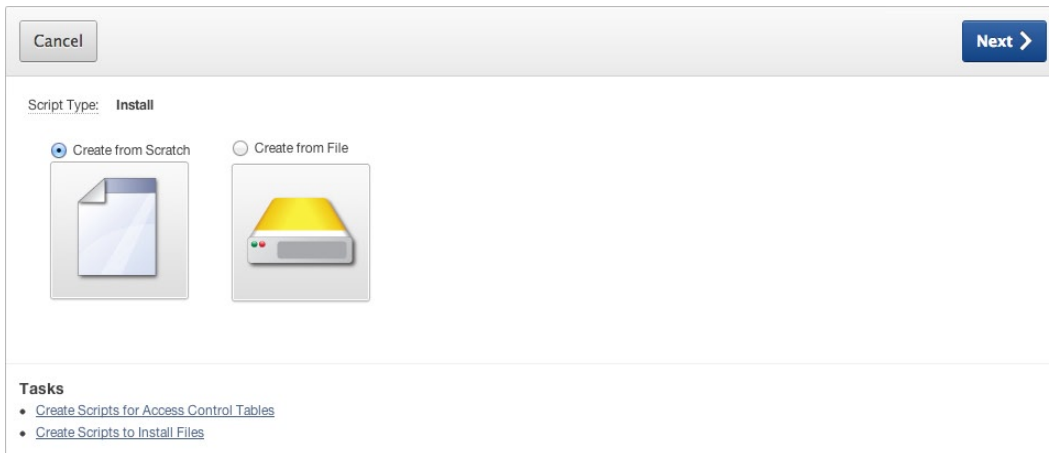 Cancel
Next
Script Type: Install
Create from Scratch
Create from File
Tasks
Create Scripts for Access Control Tables
Create Scripts to Install Files